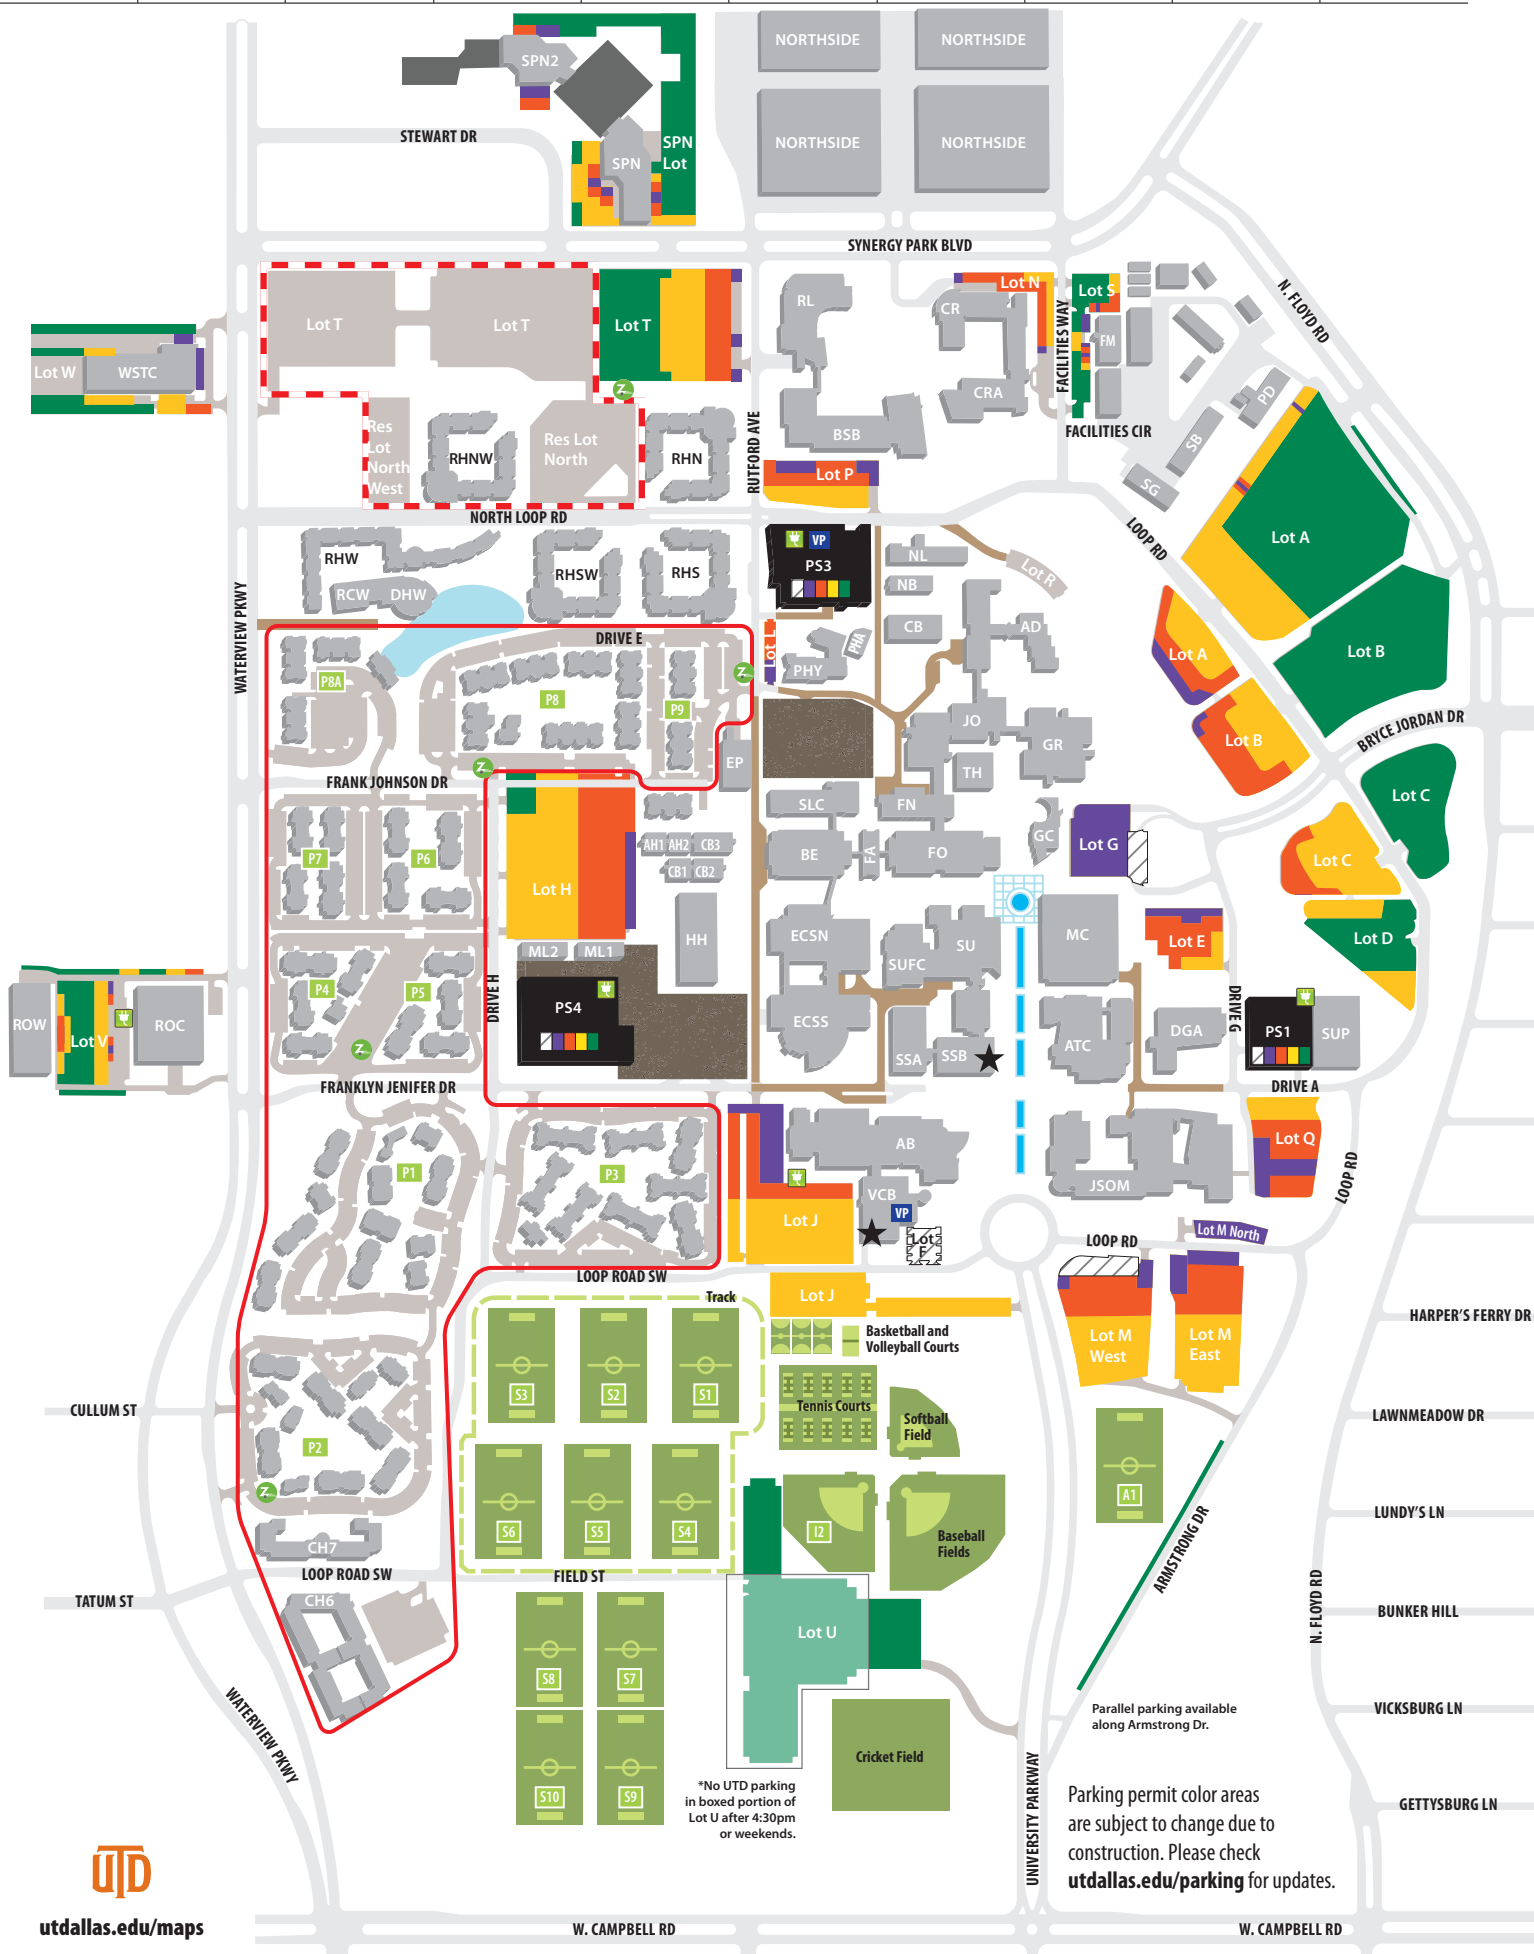 NORTHSIDE
NORTHSIDE
SPN2
STEWART DR
NORTHSIDE
NORTHSIDE
SPN
Lot
SPN
SYNERGY PARK BLVD
Lot T
Lot T
Lot T
RL
CR
Lot N
Lot S
FACILITIES WAY
FM
N. FLOYD RD
Lot W
WSTC
CRA
PD
RUTFORD AVE
BSB
FACILITIES CIR
SB
Res
Lot
North
West
RHNW
Res Lot
North
RHN
Lot P
SG
NORTH LOOP RD
LOOP RD
Lot A
RHW
RHSW
RHS
VP
PS3
NL
Lot R
RCW
DHW
NB
WATERVIEW PKWY
DRIVE E
Lot L
PHY
PHA
CB
AD
Lot A
Lot B
P8A
Z
P8
P9
JO
GR
Lot B
BRYCE JORDAN DR
EP
TH
Z
FRANK JOHNSON DR
SLC
FN
Lot C
P7
P6
AH1
AH2
CB3
CB1
CB2
BE
FA
FO
GC
Lot G
Lot C
Lot H
HH
ECSN
SU
SUFC
MC
Lot E
Lot D
ML2
ML1
P4
P5
DRIVE H
PS4
ECSS
SSA
SSB
ATC
DGA
DRIVE G
PS1
SUP
ROW
Lot V
ROC
Z
FRANKLYN JENIFER DR
DRIVE A
P1
P3
AB
Lot Q
JSOM
LOOP RD
VCB
VP
Lot J
Lot
F
Lot M North
LOOP RD
LOOP ROAD SW
Track
Lot J
Basketball and
Volleyball Courts
Lot M
West
Lot M
East
HARPER'S FERRY DR
S3
S2
S1
Tennis Courts
Softball
Field
CULLUM ST
LAWNMEADOW DR
P2
Z
A1
S6
S5
S4
I2
Baseball
Fields
LUNDY'S LN
ARMSTRONG DR
CH7
LOOP ROAD SW
FIELD ST
TATUM ST
CH6
N. FLOYD RD
BUNKER HILL
Lot U
S8
S7
WATERVIEW PKWY
Parallel parking available
along Armstrong Dr.
VICKSBURG LN
Cricket Field
S10
S9
*No UTD parking
in boxed portion of
Lot U after 4:30pm
or weekends.
UNIVERSITY PARKWAY
Parking permit color areas
are subject to change due to
construction. Please check
utdallas.edu/parking for updates.
GETTYSBURG LN
UTD
utdallas.edu/maps
W. CAMPBELL RD
W. CAMPBELL RD
Z